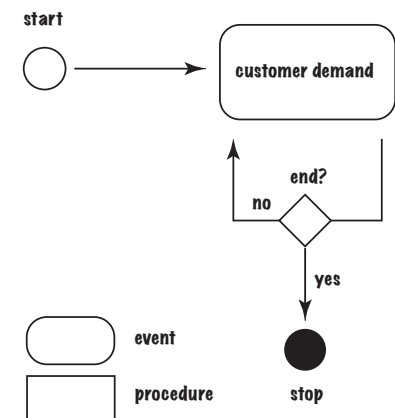 start
customer demand
end?
no
yes
event
procedure
stop